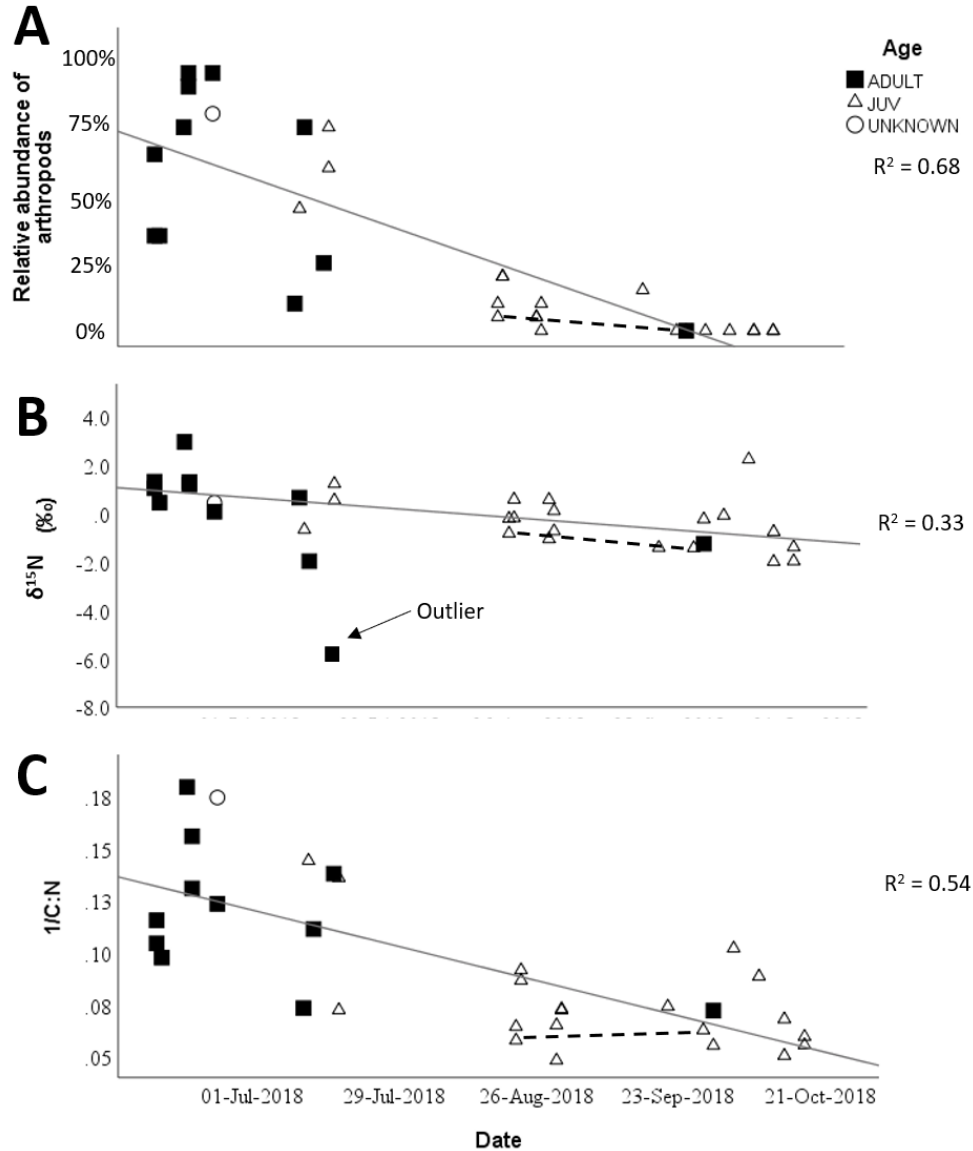 A
Relative abundance of
arthropods
100%
75%
50%
25%
0%
Age
ADULT
JUV
UNKNOWN
R² = 0.68
B
δ¹⁵N (‰)
4.0
2.0
.0
-2.0
-4.0
-6.0
-8.0
Outlier
R² = 0.33
C
1/C:N
.18
.15
.13
.10
.08
.05
R² = 0.54
01-Jul-2018 29-Jul-2018 26-Aug-2018 23-Sep-2018 21-Oct-2018
Date